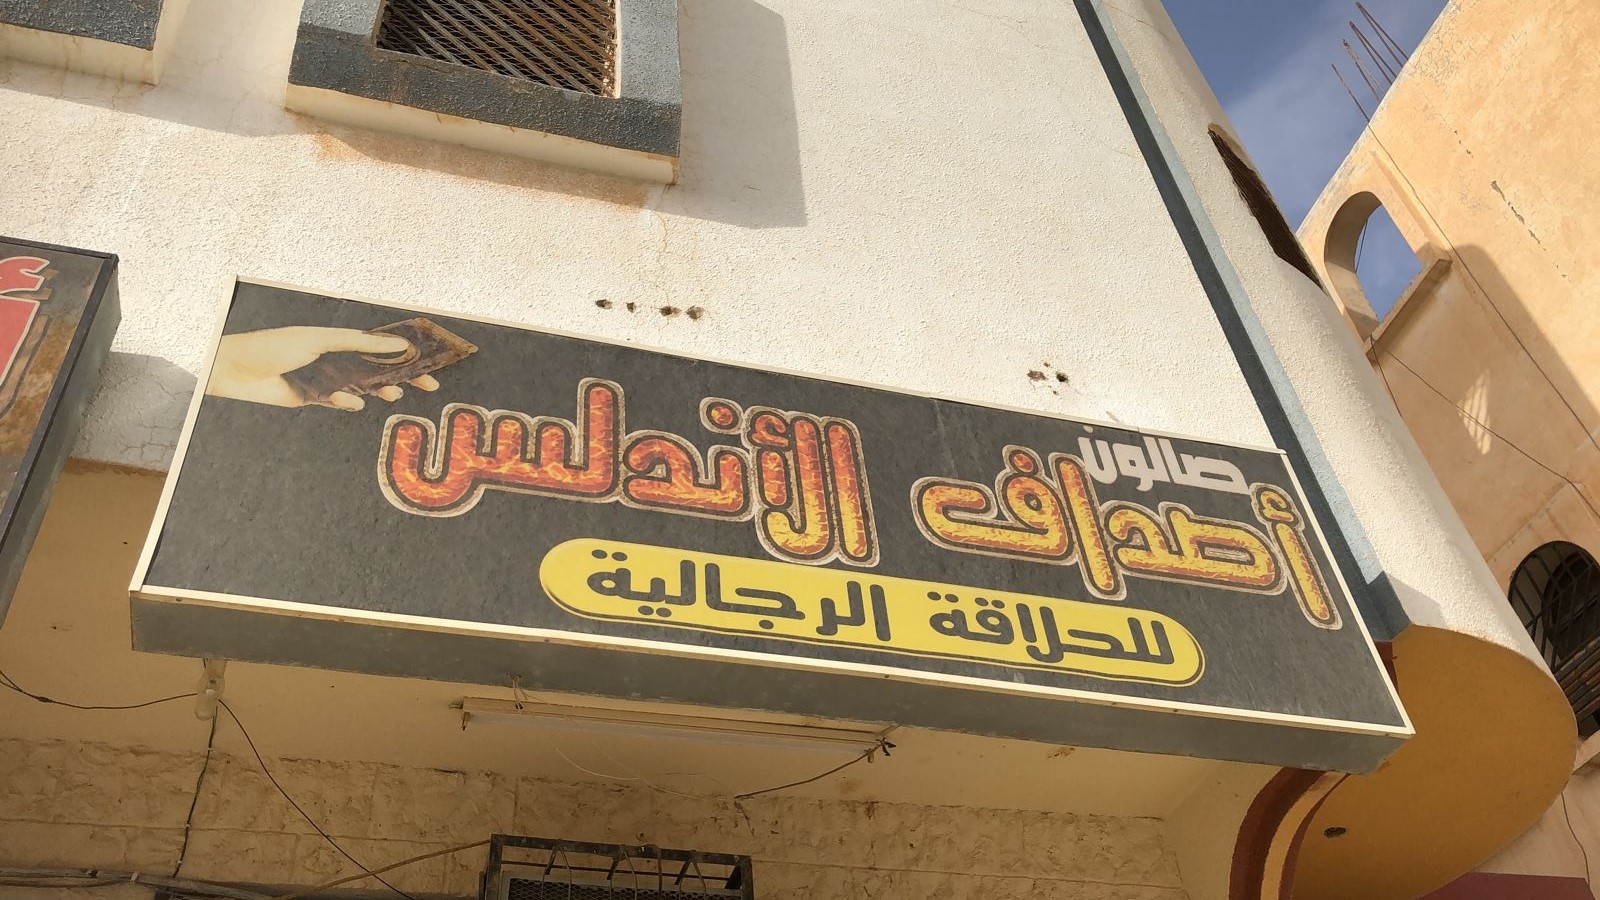 صالون
أصداف الأندلس
للحلاقة الرجالية